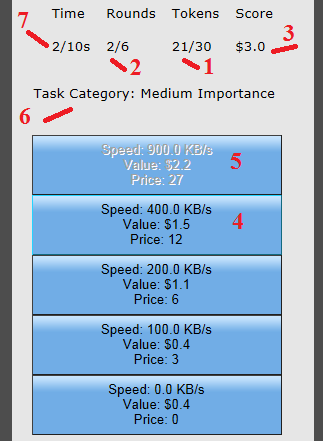 7 Time Rounds Tokens Score
2/10s 2/6 21/30 $3.0 3
2 1
Task Category: Medium Importance
6
Speed: 900.0 KB/s
Value: $2.2 5
Price: 27
Speed: 400.0 KB/s
Value: $1.5 4
Price: 12
Speed: 200.0 KB/s
Value: $1.1
Price: 6
Speed: 100.0 KB/s
Value: $0.4
Price: 3
Speed: 0.0 KB/s
Value: $0.4
Price: 0